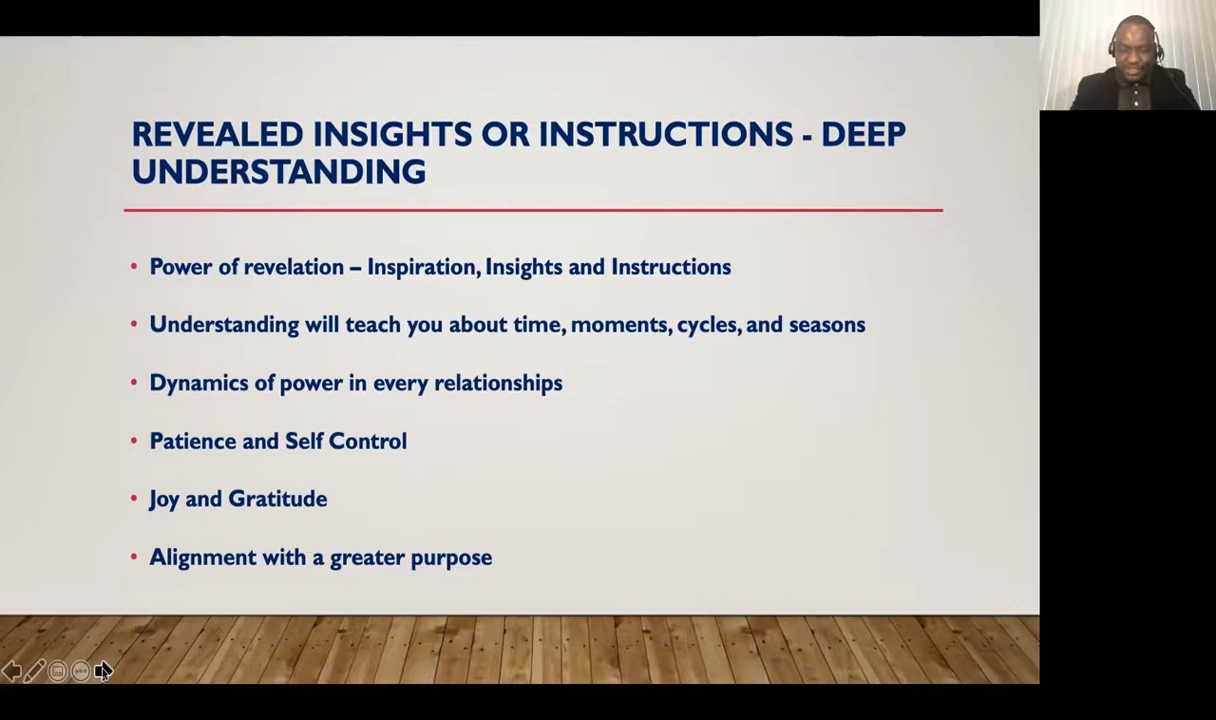 REVEALED INSIGHTS OR INSTRUCTIONS - DEEP
UNDERSTANDING
• Power of revelation – Inspiration, Insights and Instructions
• Understanding will teach you about time, moments, cycles, and seasons
• Dynamics of power in every relationships
• Patience and Self Control
• Joy and Gratitude
• Alignment with a greater purpose